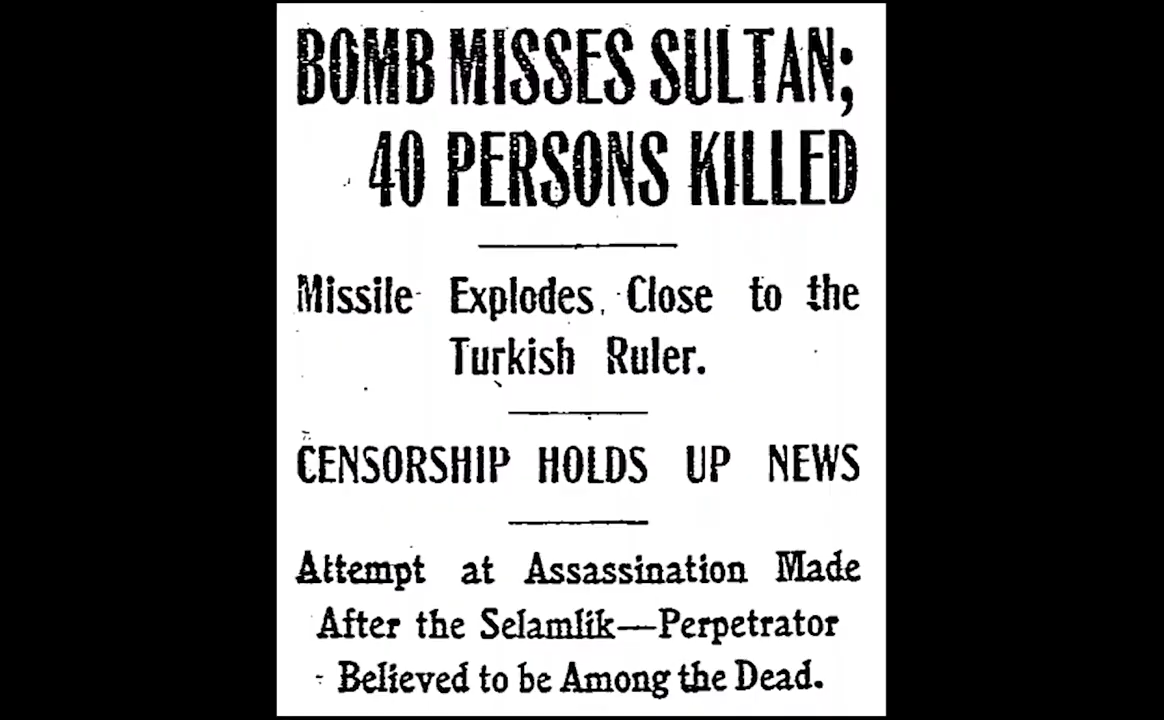 BOMB MISSES SULTAN;
40 PERSONS KILLED
Missile Explodes Close to the
Turkish Ruler.
CENSORSHIP HOLDS UP NEWS
Attempt at Assassination Made
After the Selamlik—Perpetrator
Believed to be Among the Dead.